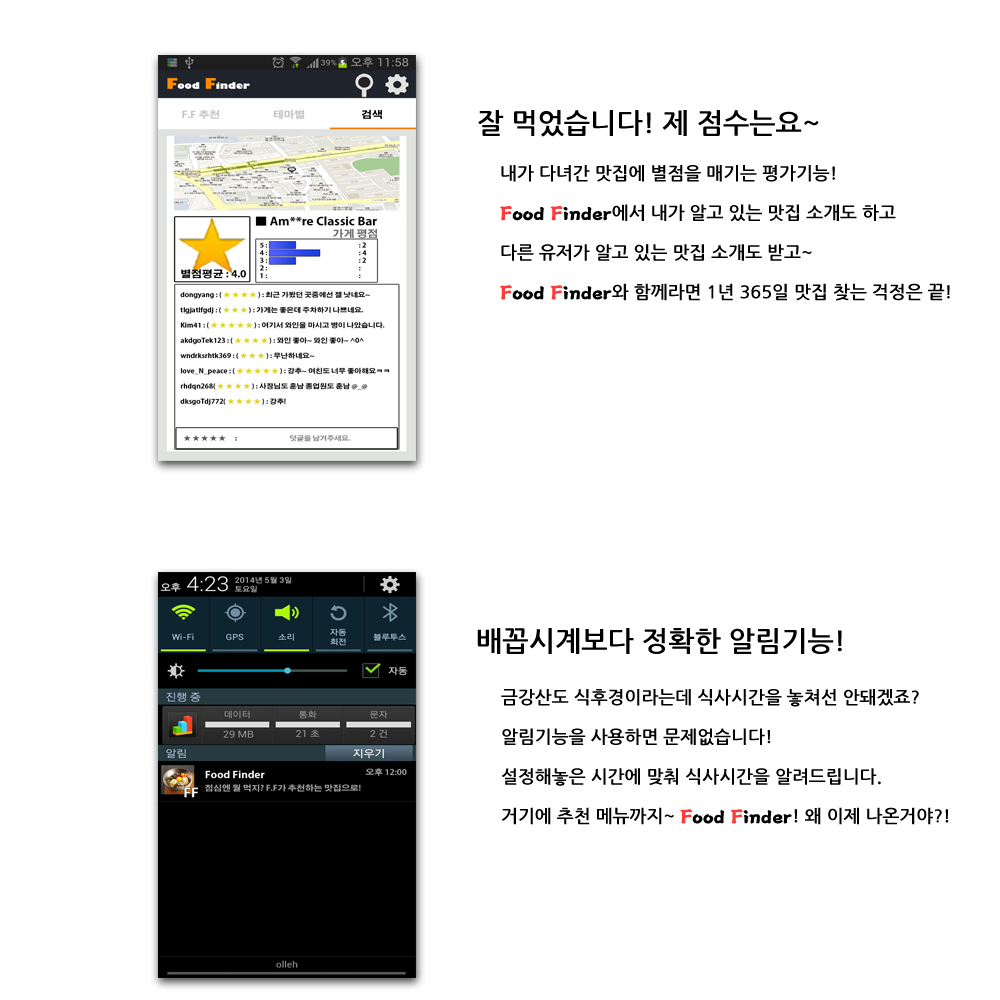 39% 오후 11:58
Food Finder
F.F 추천 테마별 검색
■ Am**re Classic Bar
가게 평점
별점평균 : 4.0
5 : : 2
4 : : 4
3 : : 2
2 : :
1 : :
dongyang : ( ★★★★ ) : 최근 가봤던 곳중에선 젤 낫네요~
tlgjatlfgdj : ( ★★★ ) : 가게는 좋은데 주차하기 나쁘네요.
Kim41 : ( ★★★★★ ) : 여기서 와인을 마시고 병이 나았습니다.
akdgoTek123 : ( ★★★★ ) : 와인 좋아~ 와인 좋아~ ^0^
wndrksrhtk369 : ( ★★★ ) : 무난하네요~
love_N_peace : ( ★★★★★ ) : 강추~ 여친도 너무 좋아해요ㅋㅋ
rhdqn268( ★★★★ ) : 사장님도 훈남 종업원도 훈남 @_@
dksgoTdj772( ★★★★ ) : 강추!
★★★★★ : 덧글을 남겨주세요.
잘 먹었습니다! 제 점수는요~
내가 다녀간 맛집에 별점을 매기는 평가기능!
Food Finder에서 내가 알고 있는 맛집 소개도 하고
다른 유저가 알고 있는 맛집 소개도 받고~
Food Finder와 함께라면 1년 365일 맛집 찾는 걱정은 끝!
오후 4:23 2014년 5월 3일
토요일
Wi-Fi GPS 소리 자동 회전 블루투스
자동
진행 중
데이터 통화 문자
29 MB 21 초 2 건
알림 지우기
Food Finder 오후 12:00
점심엔 뭘 먹지? F.F가 추천하는 맛집으로!
FF
olleh
배꼽시계보다 정확한 알림기능!
금강산도 식후경이라는데 식사시간을 놓쳐선 안돼겠죠?
알림기능을 사용하면 문제없습니다!
설정해놓은 시간에 맞춰 식사시간을 알려드립니다.
거기에 추천 메뉴까지~ Food Finder! 왜 이제 나온거야?!